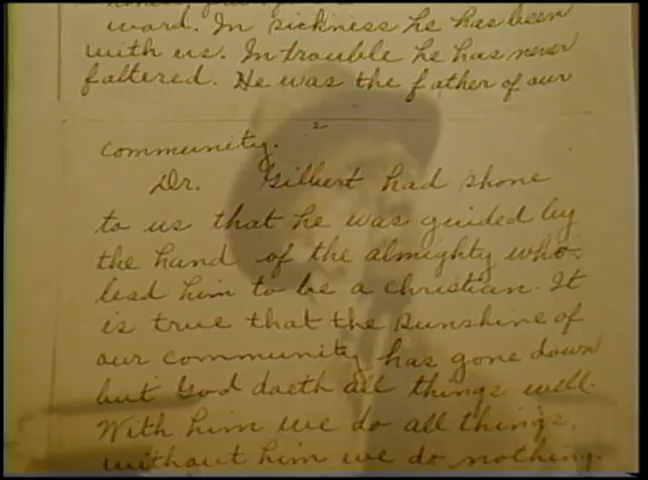 ward. In sickness he has been
with us. In trouble he has never
faltered. He was the father of our
2
community.
Dr. Gilbert had shone
to us that he was guided by
the hand of the almighty who
lead him to be a christian. It
is true that the sunshine of
our community has gone down
but God doeth all things well.
With him we do all things,
without him we do nothing.